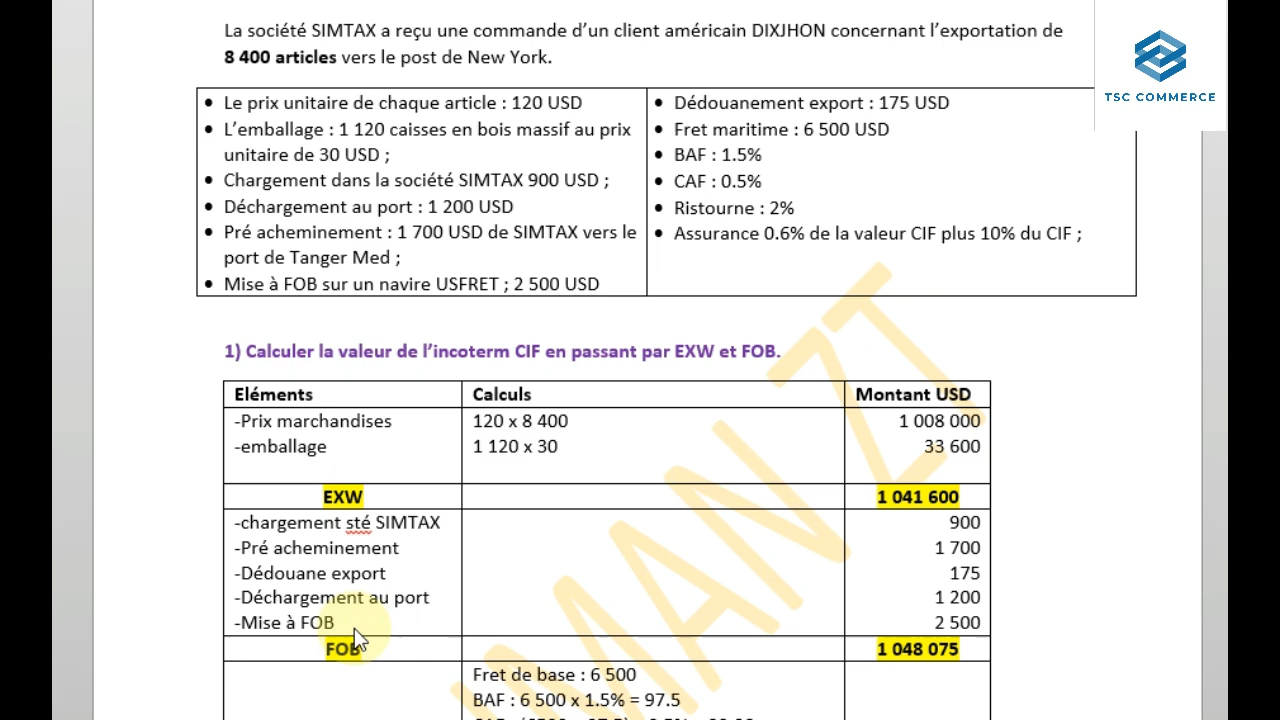 La société SIMTAX a reçu une commande d'un client américain DIXJHON concernant l'exportation de
8 400 articles vers le post de New York.
TSC COMMERCE
• Le prix unitaire de chaque article : 120 USD
• L'emballage : 1 120 caisses en bois massif au prix
unitaire de 30 USD ;
• Chargement dans la société SIMTAX 900 USD ;
• Déchargement au port : 1 200 USD
• Pré acheminement : 1 700 USD de SIMTAX vers le
port de Tanger Med ;
• Mise à FOB sur un navire USFRET ; 2 500 USD
• Dédouanement export : 175 USD
• Fret maritime : 6 500 USD
• BAF : 1.5%
• CAF : 0.5%
• Ristourne : 2%
• Assurance 0.6% de la valeur CIF plus 10% du CIF ;
1) Calculer la valeur de l'incoterm CIF en passant par EXW et FOB.
Eléments Calculs Montant USD
-Prix marchandises 120 x 8 400 1 008 000
-emballage 1 120 x 30 33 600
EXW 1 041 600
-chargement sté SIMTAX 900
-Pré acheminement 1 700
-Dédouane export 175
-Déchargement au port 1 200
-Mise à FOB 2 500
FOB 1 048 075
Fret de base : 6 500
BAF : 6 500 x 1.5% = 97.5